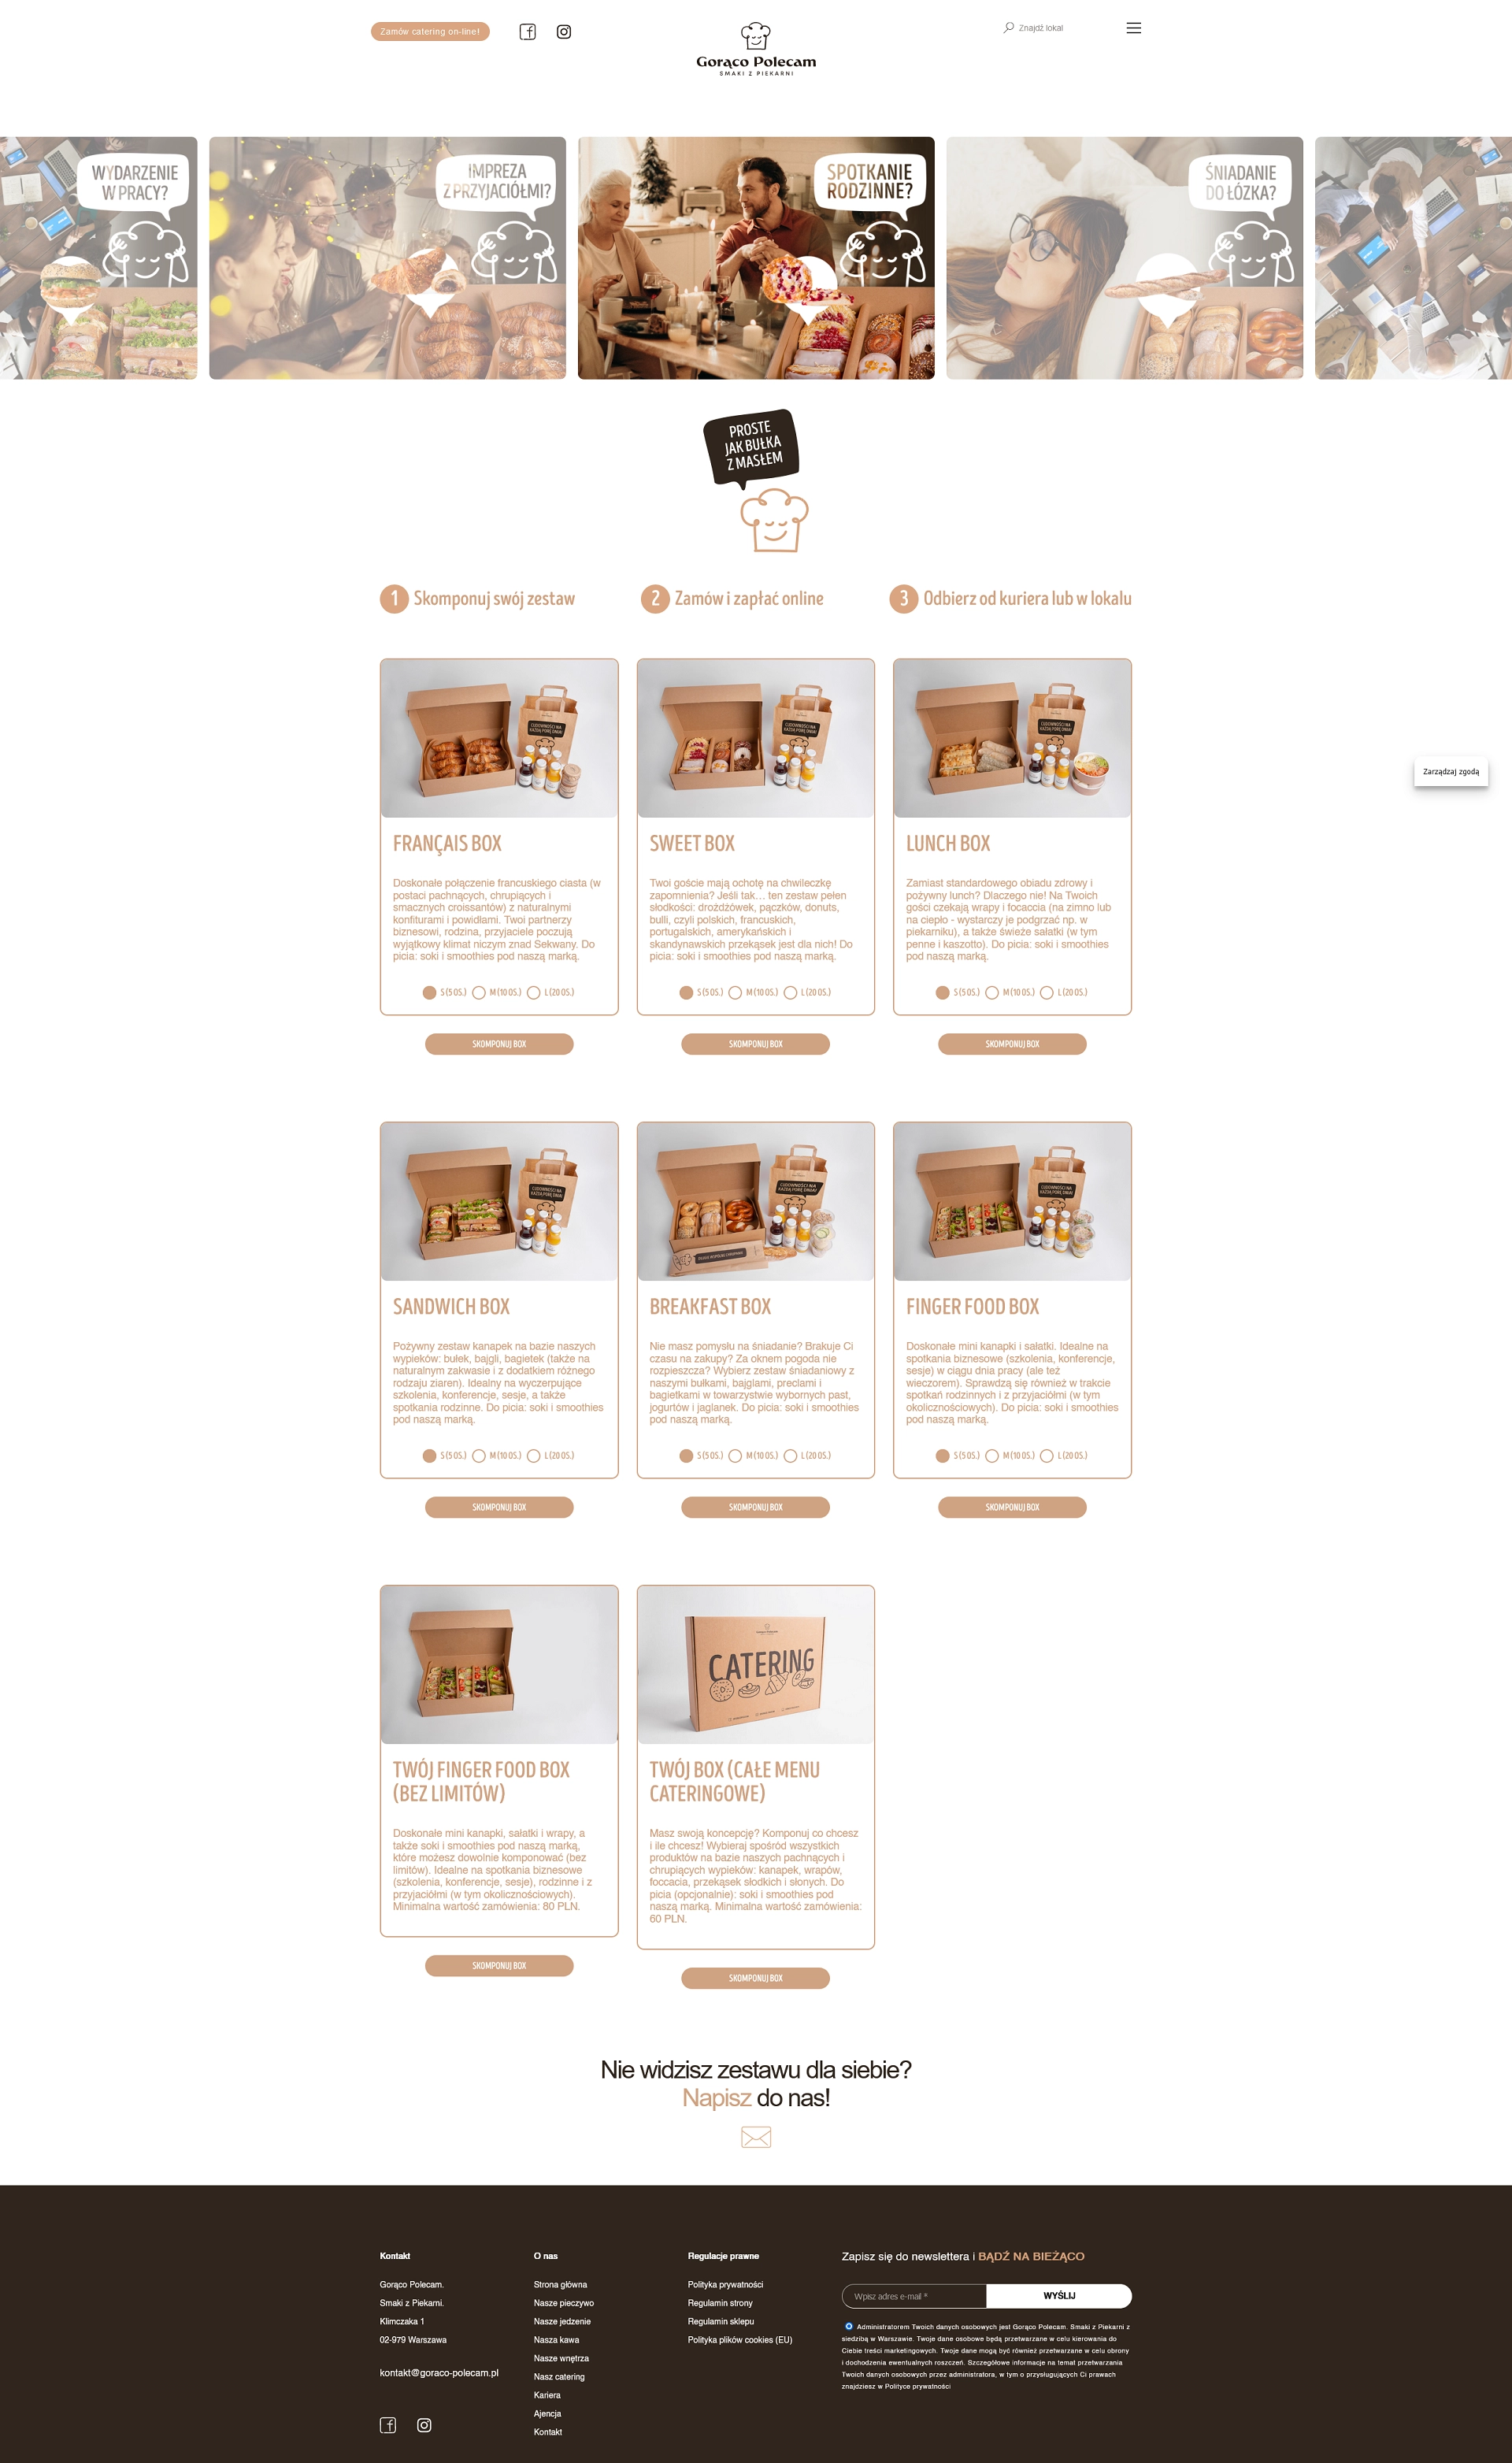 Zamów catering on-line!
Gorąco Polecam
SMAKI Z PIEKARNI
Znajdź lokal
WYDARZENIE
W PRACY?
IMPREZA
Z PRZYJACIÓŁMI?
SPOTKANIE
RODZINNE?
ŚNIADANIE
DO ŁÓŻKA?
PROSTE
JAK BUŁKA
Z MASŁEM
1 Skomponuj swój zestaw
2 Zamów i zapłać online
3 Odbierz od kuriera lub w lokalu
Zarządzaj zgodą
FRANÇAIS BOX
Doskonałe połączenie francuskiego ciasta (w
postaci pachnących, chrupiących i
smacznych croissantów) z naturalnymi
konfiturami i powidłami. Twoi partnerzy
biznesowi, rodzina, przyjaciele poczują
wyjątkowy klimat niczym znad Sekwany. Do
picia: soki i smoothies pod naszą marką.
S (5 OS.) M (10 OS.) L (20 OS.)
SKOMPONUJ BOX
SWEET BOX
Twoi goście mają ochotę na chwileczkę
zapomnienia? Jeśli tak… ten zestaw pełen
słodkości: drożdżówek, pączków, donuts,
bulli, czyli polskich, francuskich,
portugalskich, amerykańskich i
skandynawskich przekąsek jest dla nich! Do
picia: soki i smoothies pod naszą marką.
S (5 OS.) M (10 OS.) L (20 OS.)
SKOMPONUJ BOX
LUNCH BOX
Zamiast standardowego obiadu zdrowy i
pożywny lunch? Dlaczego nie! Na Twoich
gości czekają wrapy i focaccia (na zimno lub
na ciepło - wystarczy je podgrzać np. w
piekarniku), a także świeże sałatki (w tym
penne i kaszotto). Do picia: soki i smoothies
pod naszą marką.
S (5 OS.) M (10 OS.) L (20 OS.)
SKOMPONUJ BOX
SANDWICH BOX
Pożywny zestaw kanapek na bazie naszych
wypieków: bułek, bajgli, bagietek (także na
naturalnym zakwasie i z dodatkiem różnego
rodzaju ziaren). Idealny na wyczerpujące
szkolenia, konferencje, sesje, a także
spotkania rodzinne. Do picia: soki i smoothies
pod naszą marką.
S (5 OS.) M (10 OS.) L (20 OS.)
SKOMPONUJ BOX
BREAKFAST BOX
Nie masz pomysłu na śniadanie? Brakuje Ci
czasu na zakupy? Za oknem pogoda nie
rozpieszcza? Wybierz zestaw śniadaniowy z
naszymi bułkami, bajglami, preclami i
bagietkami w towarzystwie wybornych past,
jogurtów i jaglanek. Do picia: soki i smoothies
pod naszą marką.
S (5 OS.) M (10 OS.) L (20 OS.)
SKOMPONUJ BOX
FINGER FOOD BOX
Doskonałe mini kanapki i sałatki. Idealne na
spotkania biznesowe (szkolenia, konferencje,
sesje) w ciągu dnia pracy (ale też
wieczorem). Sprawdzą się również w trakcie
spotkań rodzinnych i z przyjaciółmi (w tym
okolicznościowych). Do picia: soki i smoothies
pod naszą marką.
S (5 OS.) M (10 OS.) L (20 OS.)
SKOMPONUJ BOX
TWÓJ FINGER FOOD BOX
(BEZ LIMITÓW)
Doskonałe mini kanapki, sałatki i wrapy, a
także soki i smoothies pod naszą marką,
które możesz dowolnie komponować (bez
limitów). Idealne na spotkania biznesowe
(szkolenia, konferencje, sesje), rodzinne i z
przyjaciółmi (w tym okolicznościowych).
Minimalna wartość zamówienia: 80 PLN.
SKOMPONUJ BOX
CATERING
TWÓJ BOX (CAŁE MENU
CATERINGOWE)
Masz swoją koncepcję? Komponuj co chcesz
i ile chcesz! Wybieraj spośród wszystkich
produktów na bazie naszych pachnących i
chrupiących wypieków: kanapek, wrapów,
foccacia, przekąsek słodkich i słonych. Do
picia (opcjonalnie): soki i smoothies pod
naszą marką. Minimalna wartość zamówienia:
60 PLN.
SKOMPONUJ BOX
Nie widzisz zestawu dla siebie?
Napisz do nas!
Kontakt
Gorąco Polecam.
Smaki z Piekarni.
Klimczaka 1
02-979 Warszawa
kontakt@goraco-polecam.pl
O nas
Strona główna
Nasze pieczywo
Nasze jedzenie
Nasza kawa
Nasze wnętrza
Nasz catering
Kariera
Ajencja
Kontakt
Regulacje prawne
Polityka prywatności
Regulamin strony
Regulamin sklepu
Polityka plików cookies (EU)
Zapisz się do newslettera i BĄDŹ NA BIEŻĄCO
Wpisz adres e-mail *
WYŚLIJ
Administratorem Twoich danych osobowych jest Gorąco Polecam. Smaki z Piekarni z
siedzibą w Warszawie. Twoje dane osobowe będą przetwarzane w celu kierowania do
Ciebie treści marketingowych. Twoje dane mogą być również przetwarzane w celu obrony
i dochodzenia ewentualnych roszczeń. Szczegółowe informacje na temat przetwarzania
Twoich danych osobowych przez administratora, w tym o przysługujących Ci prawach
znajdziesz w Polityce prywatności